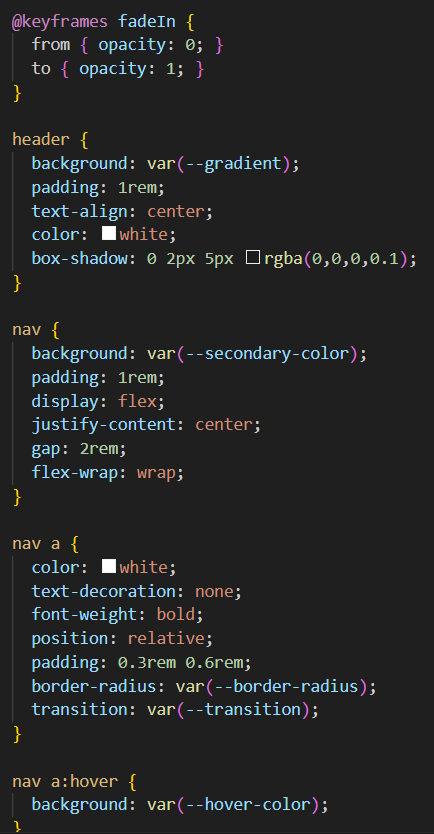 @keyframes fadeIn {
  from { opacity: 0; }
  to { opacity: 1; }
}

header {
  background: var(--gradient);
  padding: 1rem;
  text-align: center;
  color: white;
  box-shadow: 0 2px 5px rgba(0,0,0,0.1);
}

nav {
  background: var(--secondary-color);
  padding: 1rem;
  display: flex;
  justify-content: center;
  gap: 2rem;
  flex-wrap: wrap;
}

nav a {
  color: white;
  text-decoration: none;
  font-weight: bold;
  position: relative;
  padding: 0.3rem 0.6rem;
  border-radius: var(--border-radius);
  transition: var(--transition);
}

nav a:hover {
  background: var(--hover-color);
}